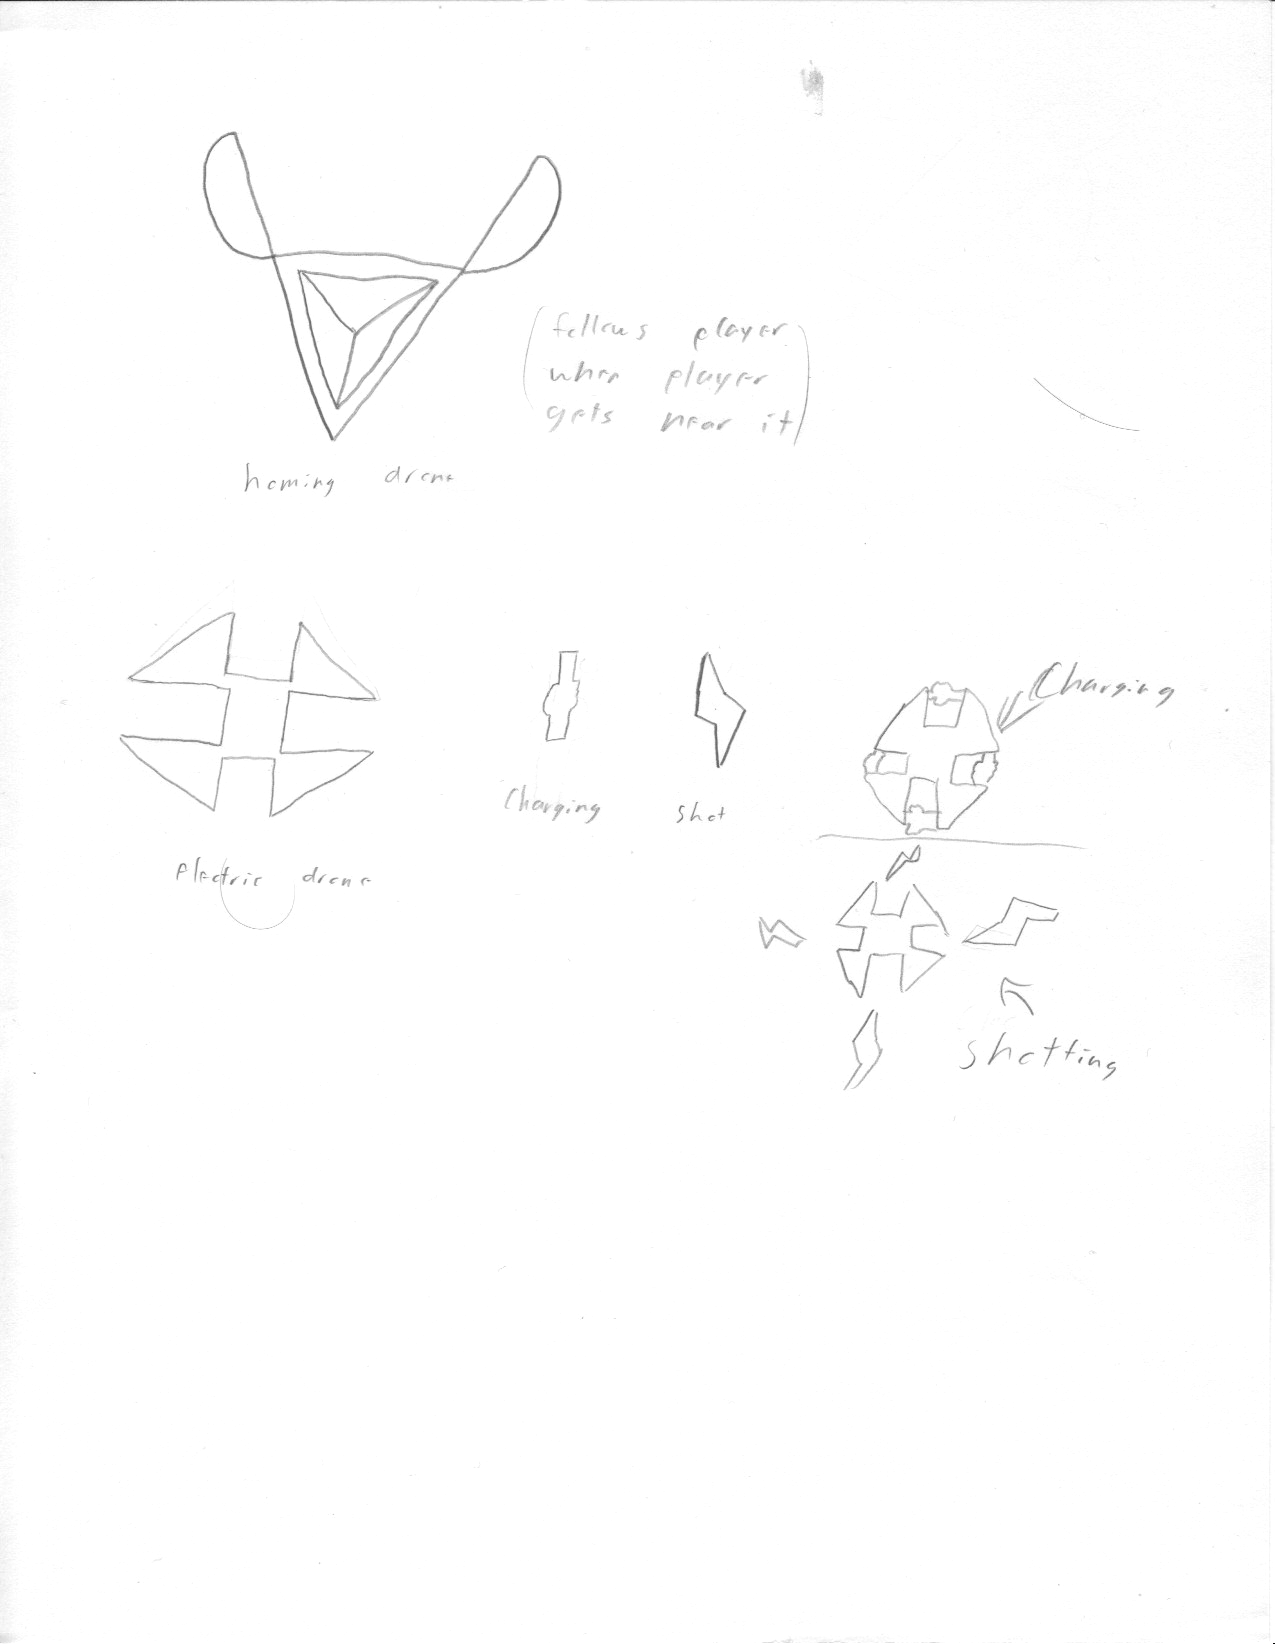 follows player
when player
gets near it
homing drone
Charging
Charging
shot
electric drone
shotting